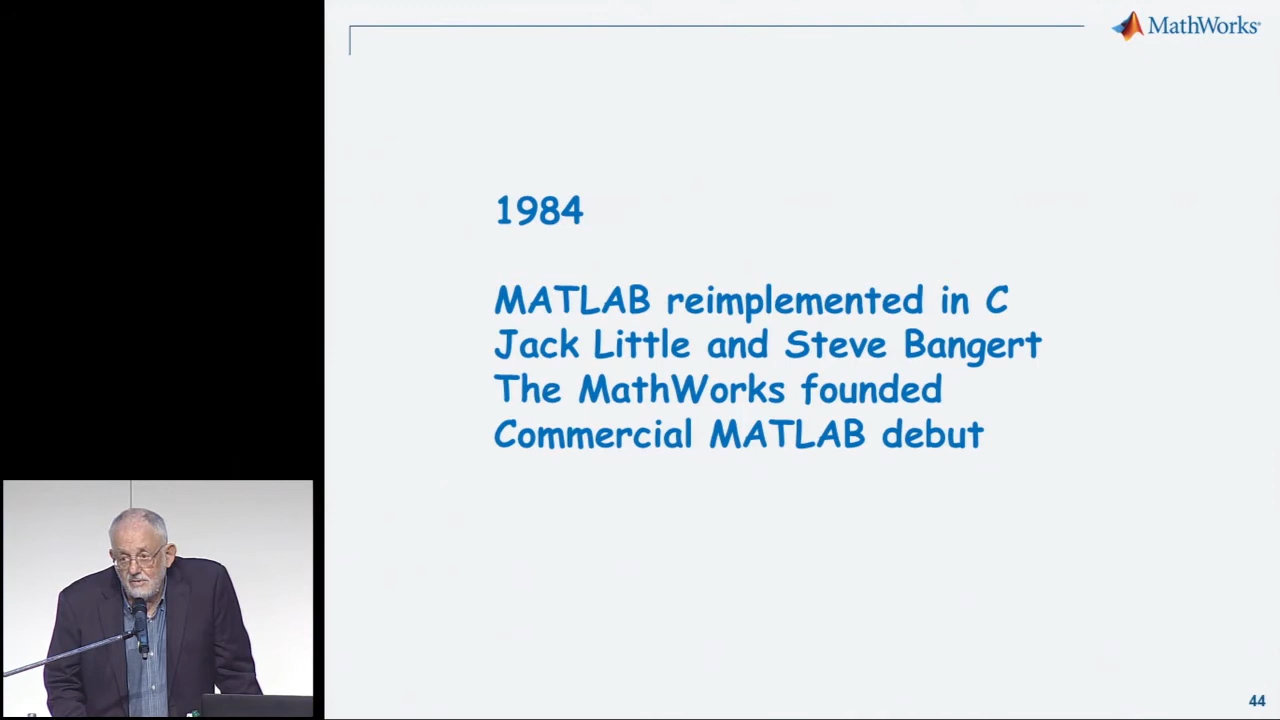 MathWorks®
1984
MATLAB reimplemented in C
Jack Little and Steve Bangert
The MathWorks founded
Commercial MATLAB debut
44